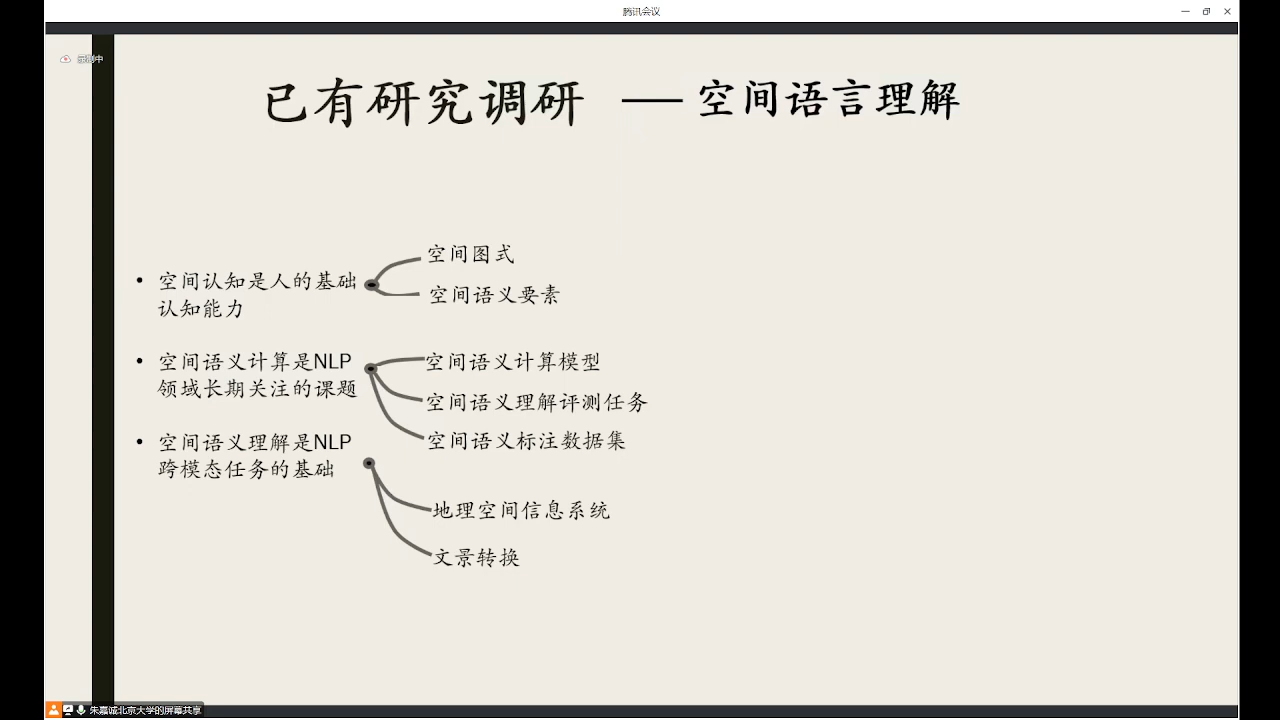 腾讯会议
录制中
已有研究调研 —— 空间语言理解
• 空间认知是人的基础
认知能力
空间图式
空间语义要素
• 空间语义计算是NLP
领域长期关注的课题
空间语义计算模型
空间语义理解评测任务
空间语义标注数据集
• 空间语义理解是NLP
跨模态任务的基础
地理空间信息系统
文景转换
朱嘉诚北京大学的屏幕共享